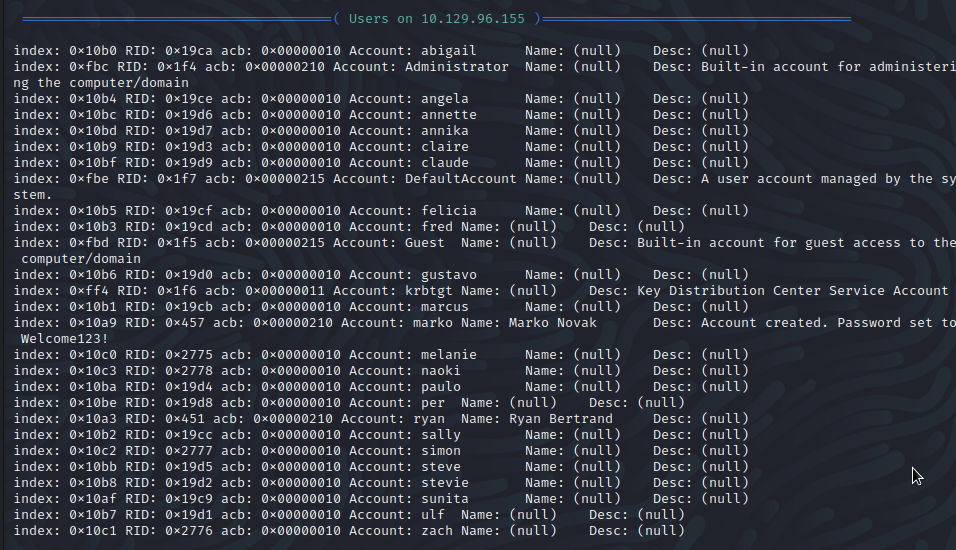 ( Users on 10.129.96.155 )
index: 0×10b0 RID: 0×19ca acb: 0×00000010 Account: abigail Name: (null) Desc: (null)
index: 0×fbc RID: 0×1f4 acb: 0×00000210 Account: Administrator Name: (null) Desc: Built-in account for administeri
ng the computer/domain
index: 0×10b4 RID: 0×19ce acb: 0×00000010 Account: angela Name: (null) Desc: (null)
index: 0×10bc RID: 0×19d6 acb: 0×00000010 Account: annette Name: (null) Desc: (null)
index: 0×10bd RID: 0×19d7 acb: 0×00000010 Account: annika Name: (null) Desc: (null)
index: 0×10b9 RID: 0×19d3 acb: 0×00000010 Account: claire Name: (null) Desc: (null)
index: 0×10bf RID: 0×19d9 acb: 0×00000010 Account: claude Name: (null) Desc: (null)
index: 0×fbe RID: 0×1f7 acb: 0×00000215 Account: DefaultAccount Name: (null) Desc: A user account managed by the sy
stem.
index: 0×10b5 RID: 0×19cf acb: 0×00000010 Account: felicia Name: (null) Desc: (null)
index: 0×10b3 RID: 0×19cd acb: 0×00000010 Account: fred Name: (null) Desc: (null)
index: 0×fbd RID: 0×1f5 acb: 0×00000215 Account: Guest Name: (null) Desc: Built-in account for guest access to the
computer/domain
index: 0×10b6 RID: 0×19d0 acb: 0×00000010 Account: gustavo Name: (null) Desc: (null)
index: 0×ff4 RID: 0×1f6 acb: 0×00000011 Account: krbtgt Name: (null) Desc: Key Distribution Center Service Account
index: 0×10b1 RID: 0×19cb acb: 0×00000010 Account: marcus Name: (null) Desc: (null)
index: 0×10a9 RID: 0×457 acb: 0×00000210 Account: marko Name: Marko Novak Desc: Account created. Password set to
Welcome123!
index: 0×10c0 RID: 0×2775 acb: 0×00000010 Account: melanie Name: (null) Desc: (null)
index: 0×10c3 RID: 0×2778 acb: 0×00000010 Account: naoki Name: (null) Desc: (null)
index: 0×10ba RID: 0×19d4 acb: 0×00000010 Account: paulo Name: (null) Desc: (null)
index: 0×10be RID: 0×19d8 acb: 0×00000010 Account: per Name: (null) Desc: (null)
index: 0×10a3 RID: 0×451 acb: 0×00000210 Account: ryan Name: Ryan Bertrand Desc: (null)
index: 0×10b2 RID: 0×19cc acb: 0×00000010 Account: sally Name: (null) Desc: (null)
index: 0×10c2 RID: 0×2777 acb: 0×00000010 Account: simon Name: (null) Desc: (null)
index: 0×10bb RID: 0×19d5 acb: 0×00000010 Account: steve Name: (null) Desc: (null)
index: 0×10b8 RID: 0×19d2 acb: 0×00000010 Account: stevie Name: (null) Desc: (null)
index: 0×10af RID: 0×19c9 acb: 0×00000010 Account: sunita Name: (null) Desc: (null)
index: 0×10b7 RID: 0×19d1 acb: 0×00000010 Account: ulf Name: (null) Desc: (null)
index: 0×10c1 RID: 0×2776 acb: 0×00000010 Account: zach Name: (null) Desc: (null)